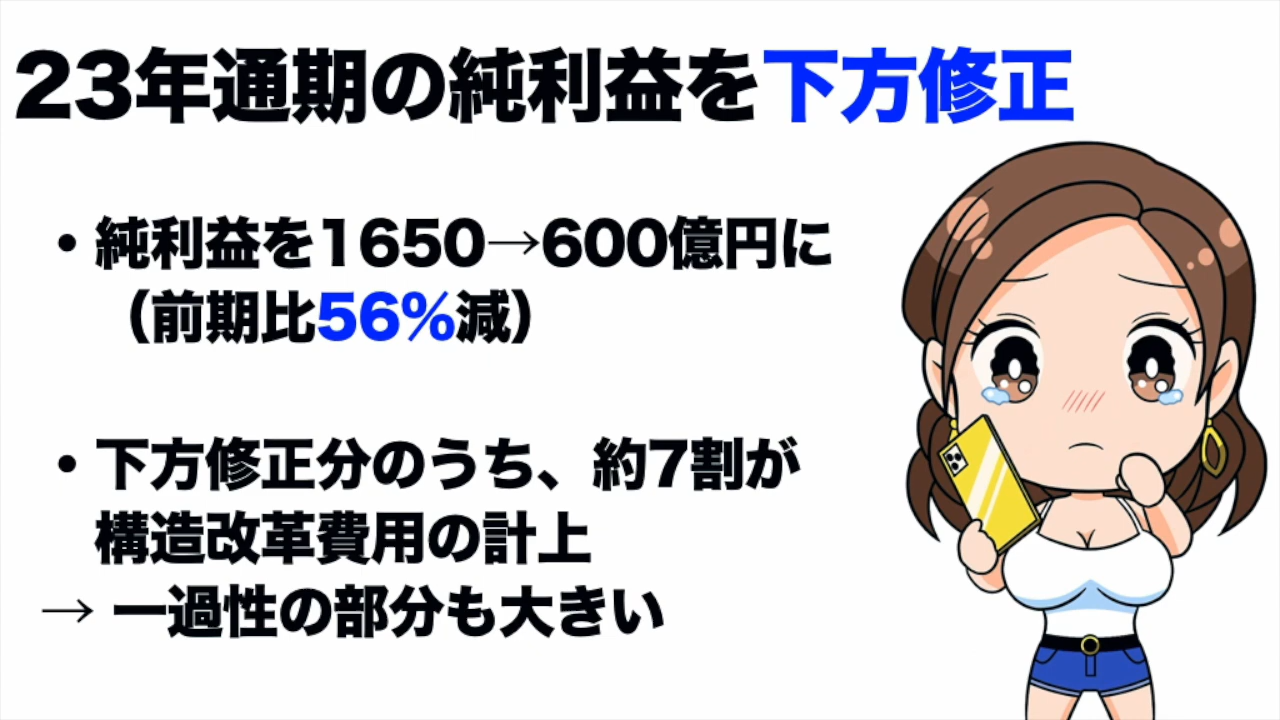 23年通期の純利益を下方修正
・純利益を1650→600億円に
（前期比56%減）
・下方修正分のうち、約7割が
構造改革費用の計上
→ 一過性の部分も大きい